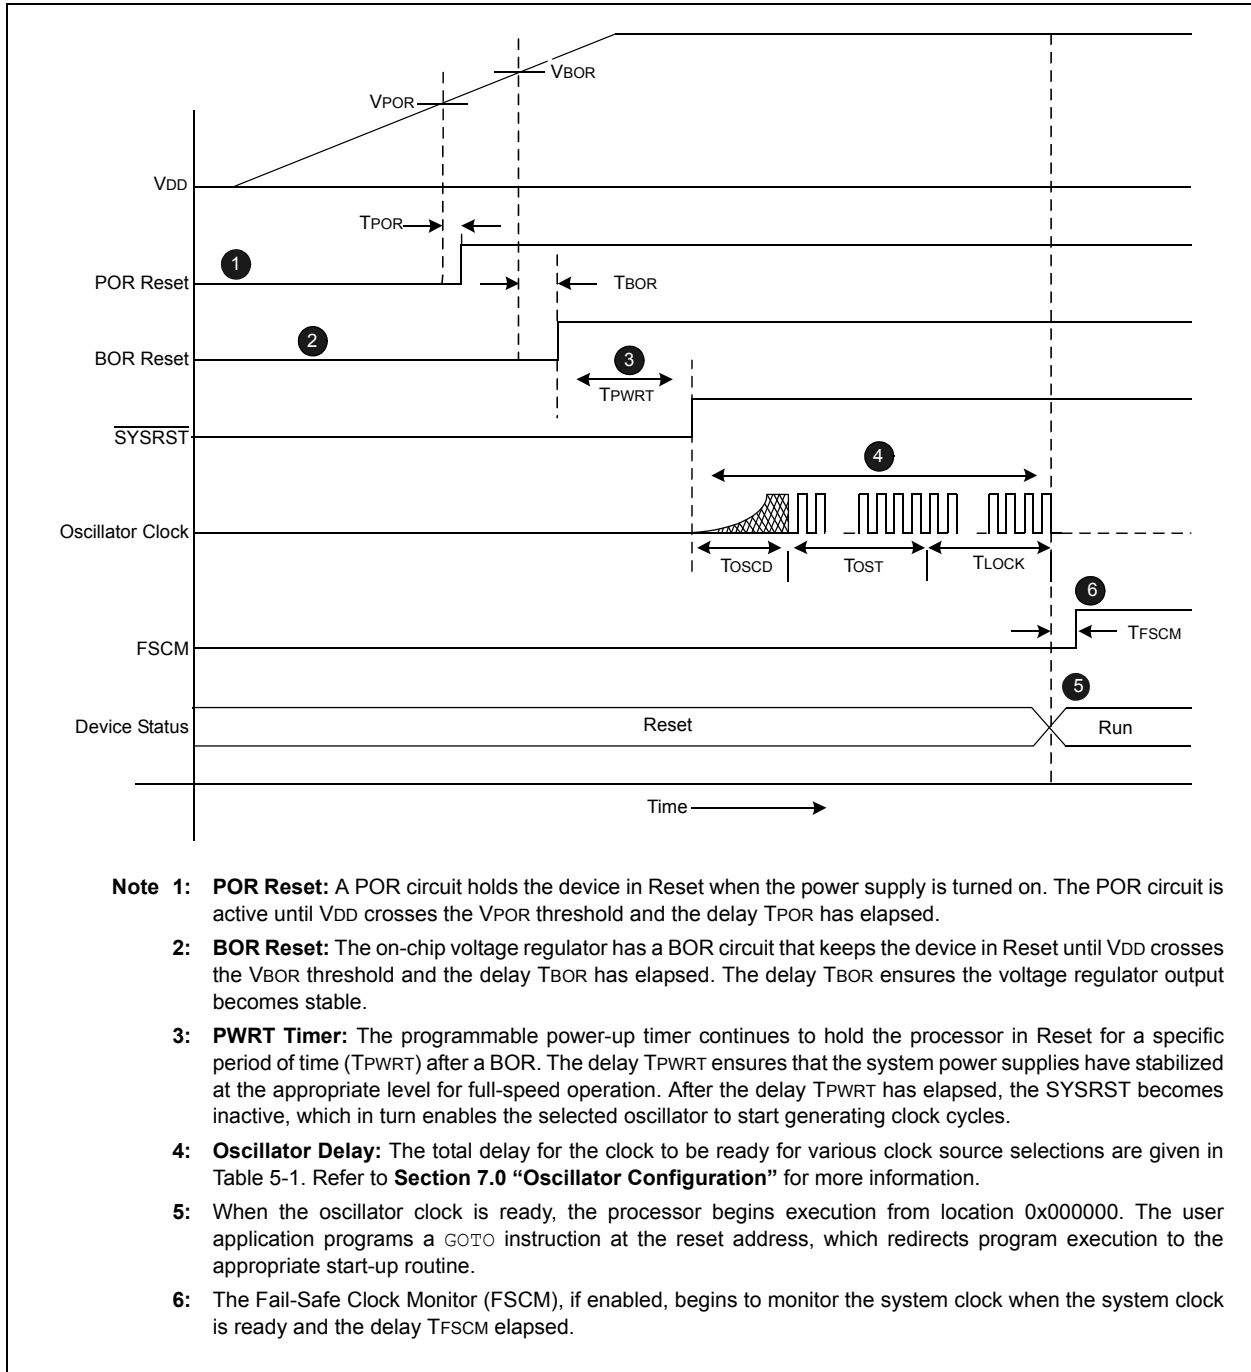 VBOR
VPOR
VDD
TPOR
1
POR Reset
TBOR
2
BOR Reset
3
TPWRT
SYSRST
4
Oscillator Clock
TOSCD
TOST
TLOCK
6
TFSCM
FSCM
5
Device Status
Reset
Run
Time
Note 1: POR Reset: A POR circuit holds the device in Reset when the power supply is turned on. The POR circuit is
active until VDD crosses the VPOR threshold and the delay TPOR has elapsed.
2: BOR Reset: The on-chip voltage regulator has a BOR circuit that keeps the device in Reset until VDD crosses
the VBOR threshold and the delay TBOR has elapsed. The delay TBOR ensures the voltage regulator output
becomes stable.
3: PWRT Timer: The programmable power-up timer continues to hold the processor in Reset for a specific
period of time (TPWRT) after a BOR. The delay TPWRT ensures that the system power supplies have stabilized
at the appropriate level for full-speed operation. After the delay TPWRT has elapsed, the SYSRST becomes
inactive, which in turn enables the selected oscillator to start generating clock cycles.
4: Oscillator Delay: The total delay for the clock to be ready for various clock source selections are given in
Table 5-1. Refer to Section 7.0 “Oscillator Configuration” for more information.
5: When the oscillator clock is ready, the processor begins execution from location 0x000000. The user
application programs a GOTO instruction at the reset address, which redirects program execution to the
appropriate start-up routine.
6: The Fail-Safe Clock Monitor (FSCM), if enabled, begins to monitor the system clock when the system clock
is ready and the delay TFSCM elapsed.